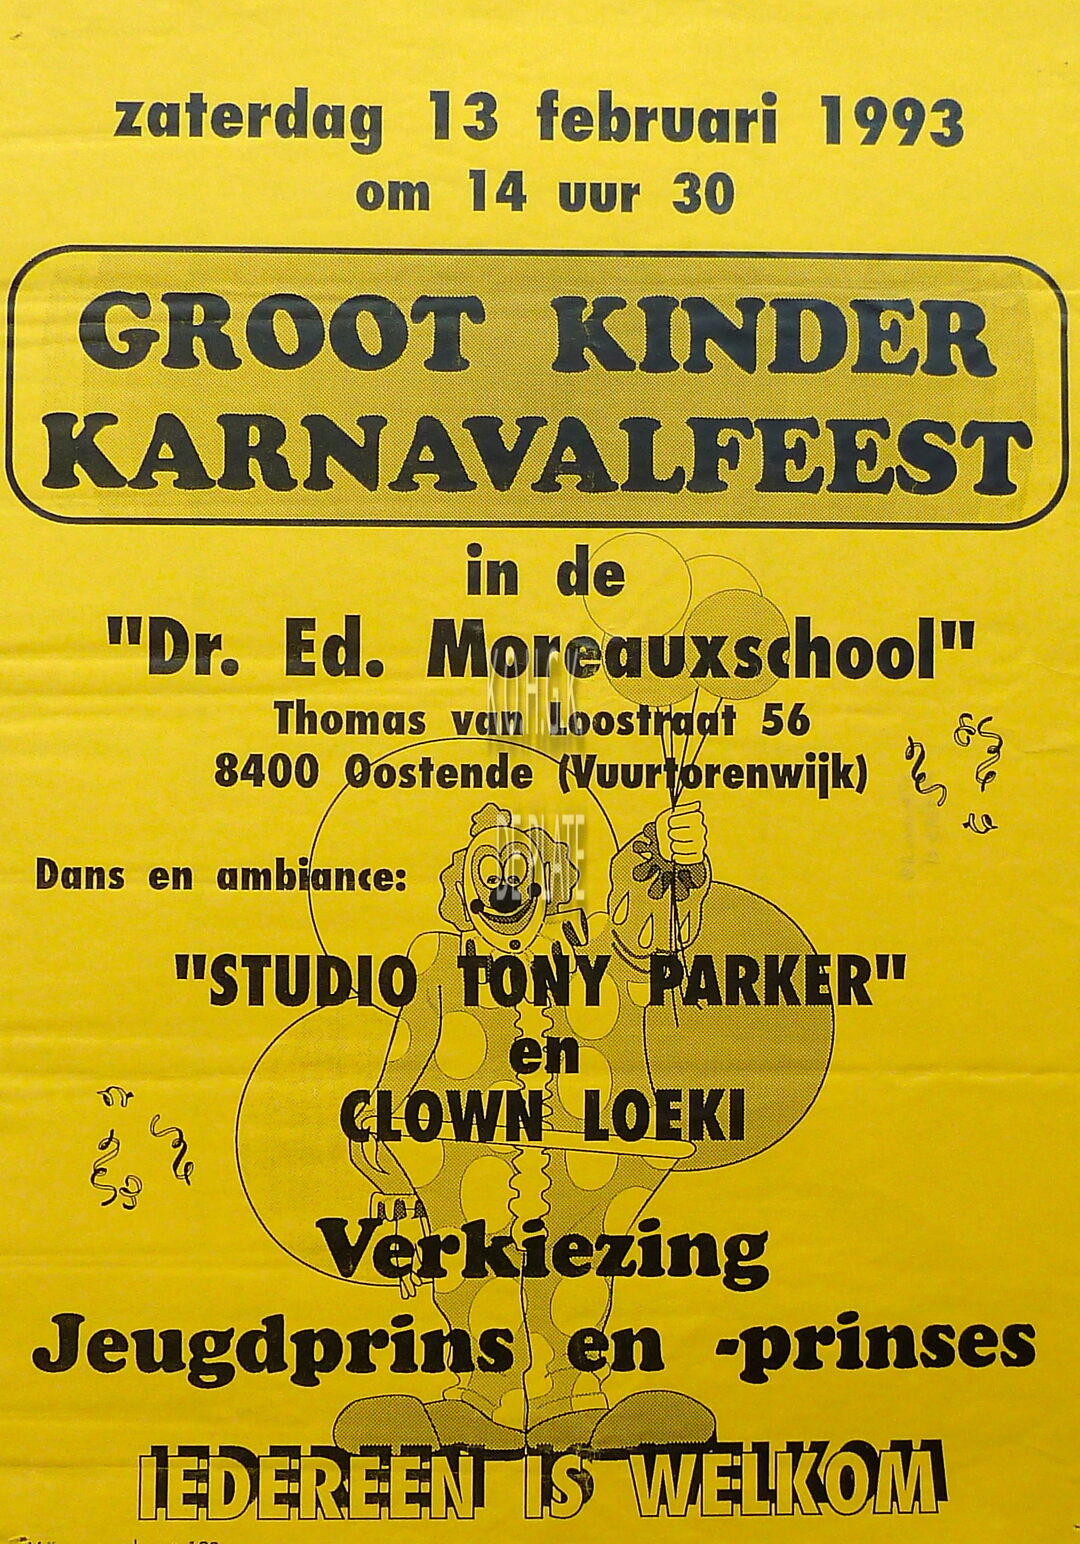 zaterdag 13 februari 1993
om 14 uur 30
GROOT KINDER
KARNAVALFEEST
in de
"Dr. Ed. Moreauxschool"
Thomas van Loostraat 56
8400 Oostende (Vuurtorenwijk)
Dans en ambiance:
"STUDIO TONY PARKER"
en
CLOWN LOEKI
Verkiezing
Jeugdprins en -prinses
IEDEREEN IS WELKOM
DE PLATE